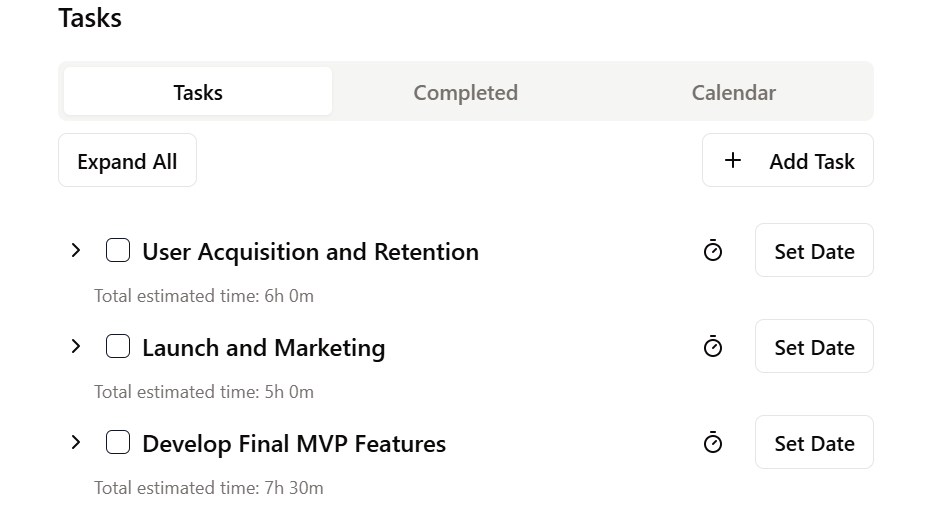 Tasks
Tasks Completed Calendar
Expand All + Add Task
User Acquisition and Retention Set Date
Total estimated time: 6h 0m
Launch and Marketing Set Date
Total estimated time: 5h 0m
Develop Final MVP Features Set Date
Total estimated time: 7h 30m